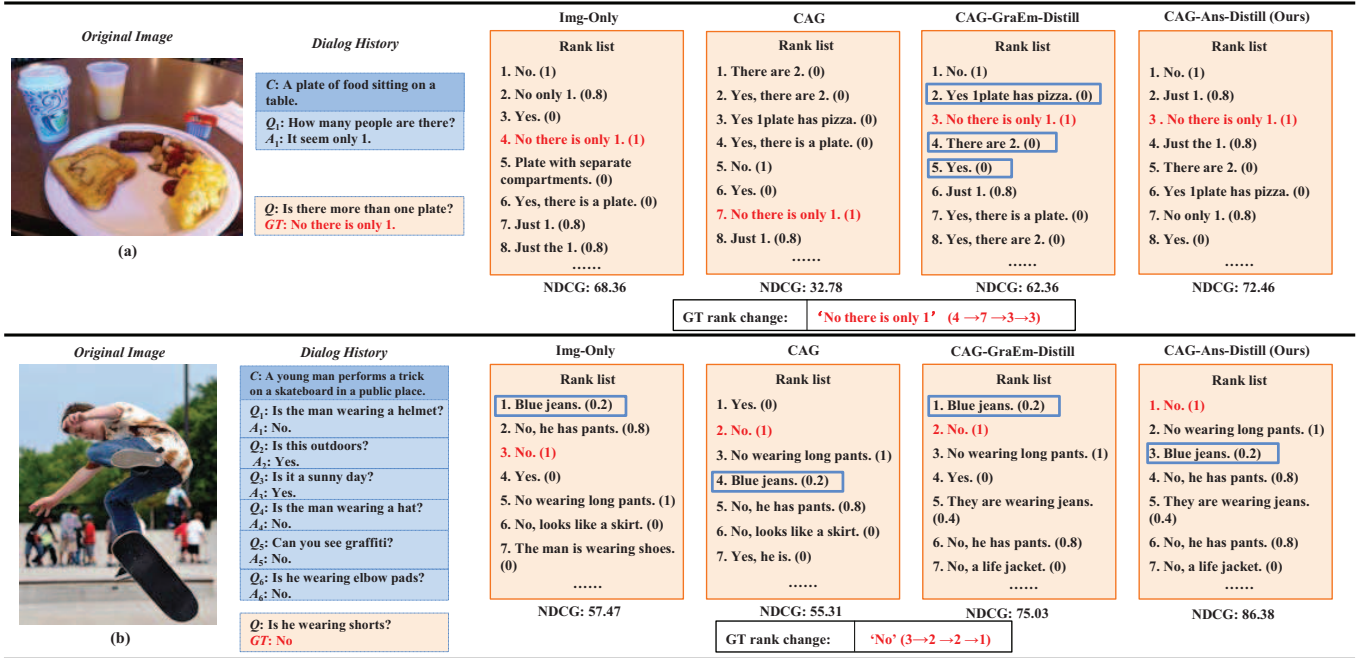 Original Image
Dialog History
C: A plate of food sitting on a
table.
Q1: How many people are there?
A1: It seem only 1.
Q: Is there more than one plate?
GT: No there is only 1.
(a)
Img-Only
Rank list
1. No. (1)
2. No only 1. (0.8)
3. Yes. (0)
4. No there is only 1. (1)
5. Plate with separate
compartments. (0)
6. Yes, there is a plate. (0)
7. Just 1. (0.8)
8. Just the 1. (0.8)
......
NDCG: 68.36
CAG
Rank list
1. There are 2. (0)
2. Yes, there are 2. (0)
3. Yes 1plate has pizza. (0)
4. Yes, there is a plate. (0)
5. No. (1)
6. Yes. (0)
7. No there is only 1. (1)
8. Just 1. (0.8)
......
NDCG: 32.78
CAG-GraEm-Distill
Rank list
1. No. (1)
2. Yes 1plate has pizza. (0)
3. No there is only 1. (1)
4. There are 2. (0)
5. Yes. (0)
6. Just 1. (0.8)
7. Yes, there is a plate. (0)
8. Yes, there are 2. (0)
......
NDCG: 62.36
CAG-Ans-Distill (Ours)
Rank list
1. No. (1)
2. Just 1. (0.8)
3 . No there is only 1. (1)
4. Just the 1. (0.8)
5. There are 2. (0)
6. Yes 1plate has pizza. (0)
7. No only 1. (0.8)
8. Yes. (0)
......
NDCG: 72.46
GT rank change: ‘No there is only 1’ (4 →7 →3→3)
Original Image
Dialog History
C: A young man performs a trick
on a skateboard in a public place.
Q1: Is the man wearing a helmet?
A1: No.
Q2: Is this outdoors?
A2: Yes.
Q3: Is it a sunny day?
A3: Yes.
Q4: Is the man wearing a hat?
A4: No.
Q5: Can you see graffiti?
A5: No.
Q6: Is he wearing elbow pads?
A6: No.
Q: Is he wearing shorts?
GT: No
(b)
Img-Only
Rank list
1. Blue jeans. (0.2)
2. No, he has pants. (0.8)
3. No. (1)
4. Yes. (0)
5. No wearing long pants. (1)
6. No, looks like a skirt. (0)
7. The man is wearing shoes.
(0)
......
NDCG: 57.47
CAG
Rank list
1. Yes. (0)
2. No. (1)
3. No wearing long pants. (1)
4. Blue jeans. (0.2)
5. No, he has pants. (0.8)
6. No, looks like a skirt. (0)
7. Yes, he is. (0)
......
NDCG: 55.31
CAG-GraEm-Distill
Rank list
1. Blue jeans. (0.2)
2. No. (1)
3. No wearing long pants. (1)
4. Yes. (0)
5. They are wearing jeans.
(0.4)
6. No, he has pants. (0.8)
7. No, a life jacket. (0)
......
NDCG: 75.03
CAG-Ans-Distill (Ours)
Rank list
1. No. (1)
2. No wearing long pants. (1)
3. Blue jeans. (0.2)
4. No, he has pants. (0.8)
5. They are wearing jeans.
(0.4)
6. No, he has pants. (0.8)
7. No, a life jacket. (0)
......
NDCG: 86.38
GT rank change: ‘No’ (3→2 →2 →1)